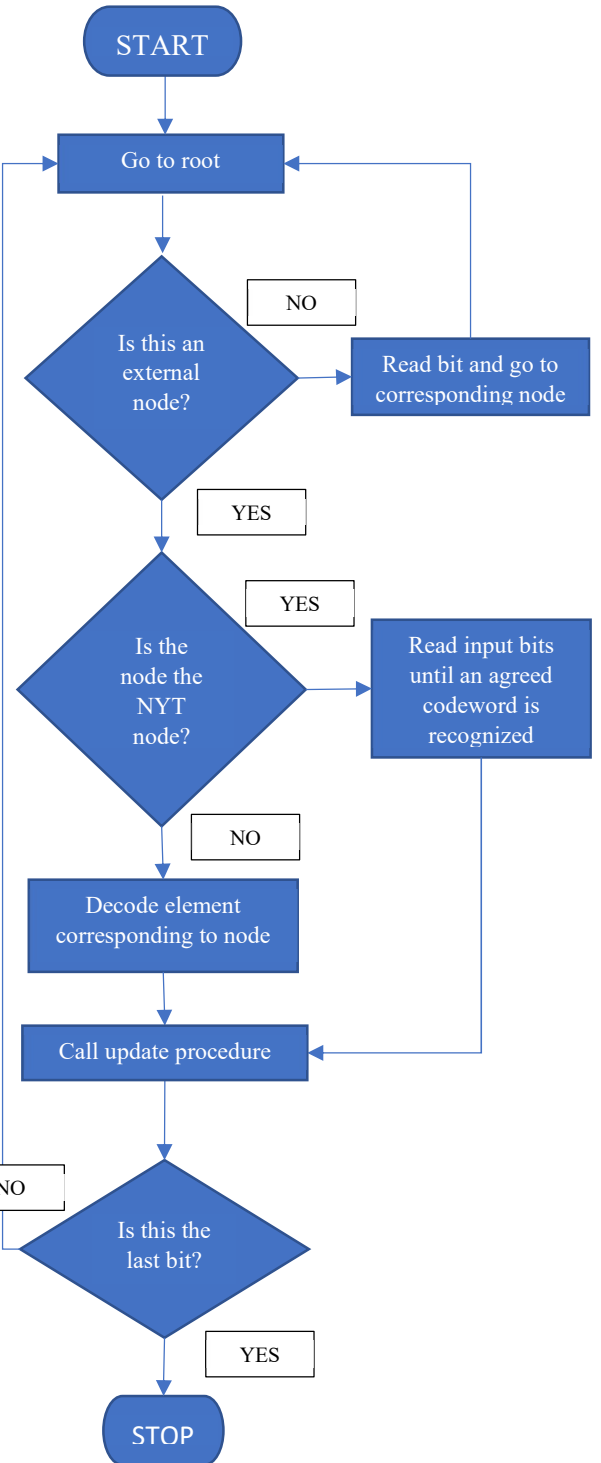 START
Go to root
NO
Is this an
external
node?
Read bit and go to
corresponding node
YES
YES
Is the
node the
NYT
node?
Read input bits
until an agreed
codeword is
recognized
NO
Decode element
corresponding to node
Call update procedure
NO
Is this the
last bit?
YES
STOP